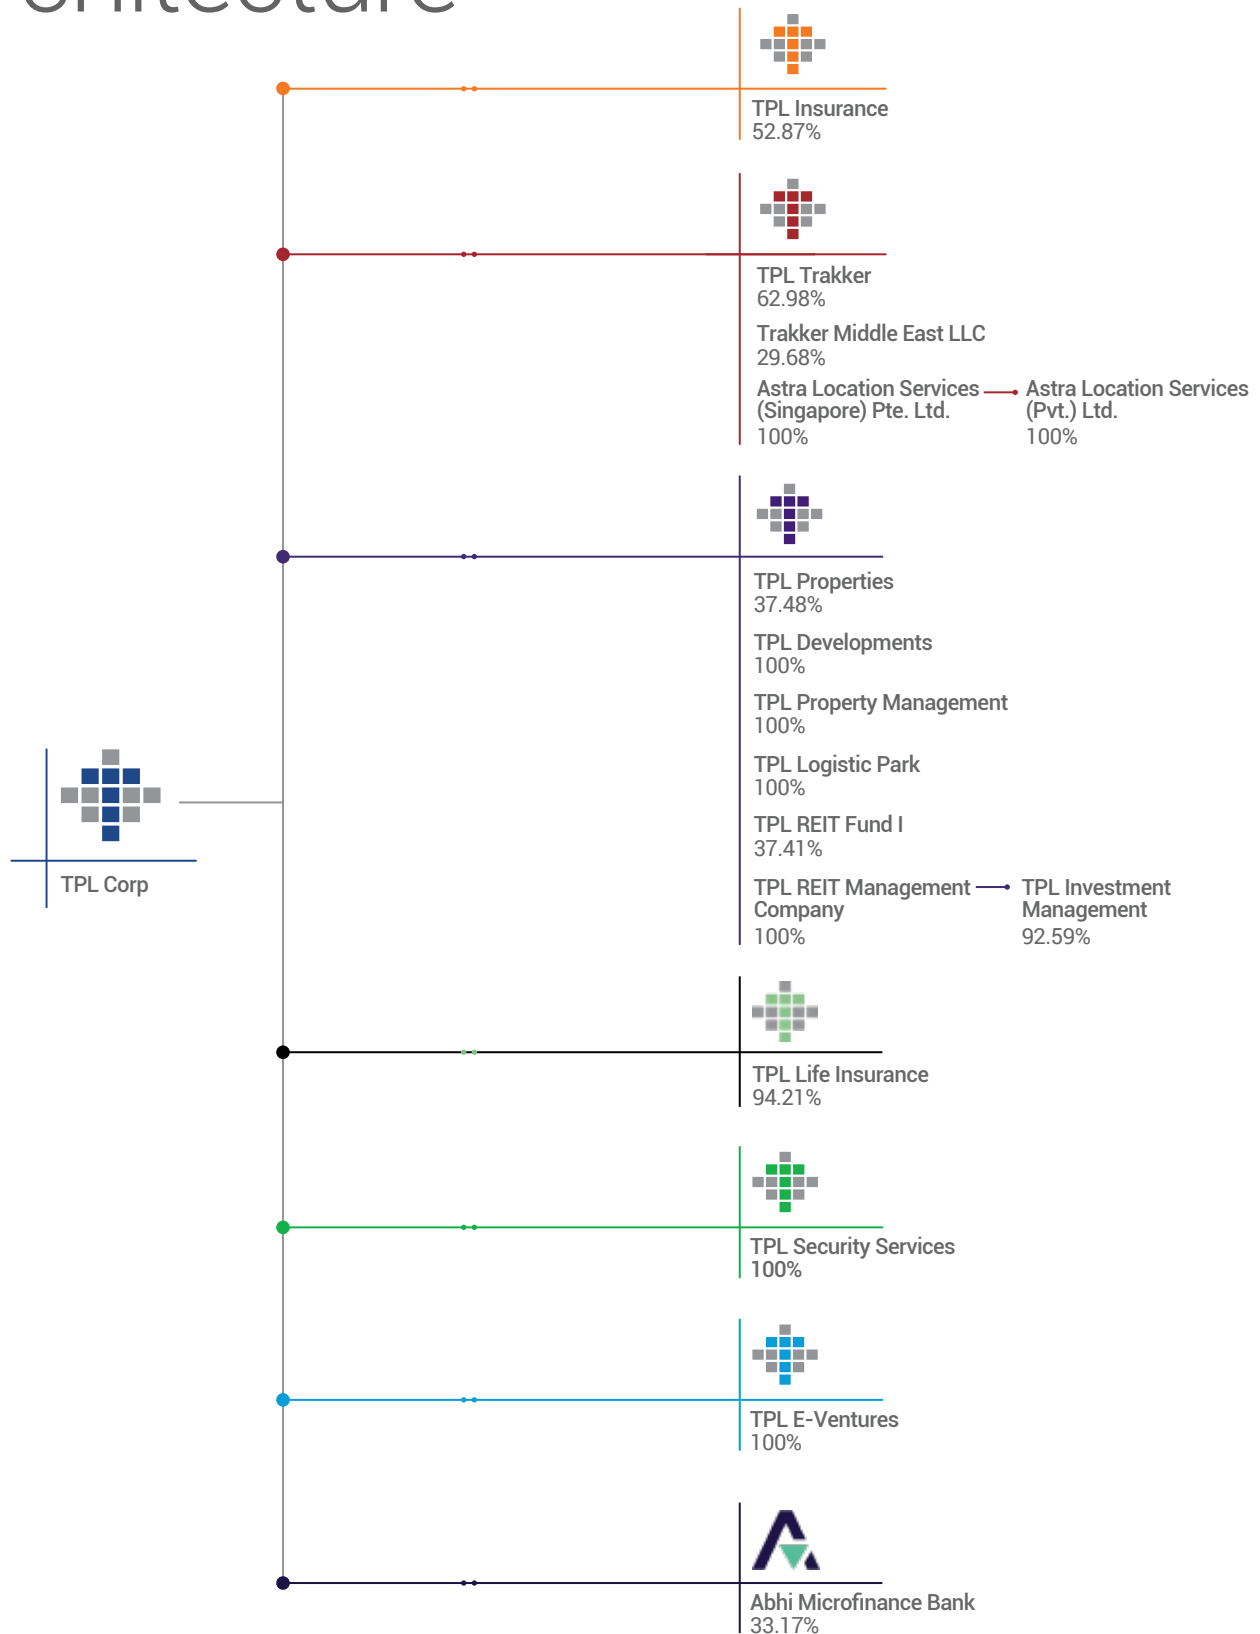 TPL Insurance
52.87%
TPL Trakker
62.98%
Trakker Middle East LLC
29.68%
Astra Location Services
(Singapore) Pte. Ltd.
100%
Astra Location Services
(Pvt.) Ltd.
100%
TPL Properties
37.48%
TPL Developments
100%
TPL Property Management
100%
TPL Logistic Park
100%
TPL REIT Fund I
37.41%
TPL REIT Management
Company
100%
TPL Investment
Management
92.59%
TPL Corp
TPL Life Insurance
94.21%
TPL Security Services
100%
TPL E-Ventures
100%
Abhi Microfinance Bank
33.17%